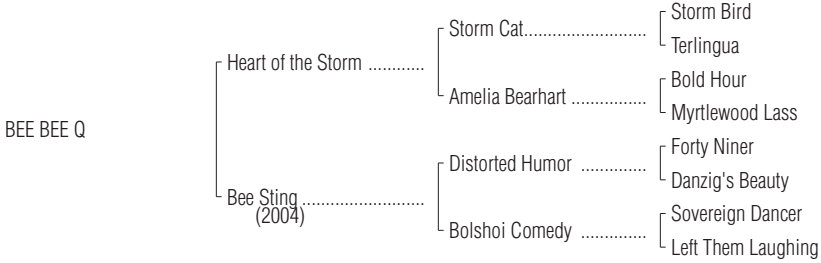 Storm Bird
Storm Cat........................
Terlingua
Heart of the Storm ............
Bold Hour
Amelia Bearhart ................
Myrtlewood Lass
BEE BEE Q
Forty Niner
Distorted Humor ..............
Danzig's Beauty
Bee Sting..........................
(2004)
Sovereign Dancer
Bolshoi Comedy ..............
Left Them Laughing